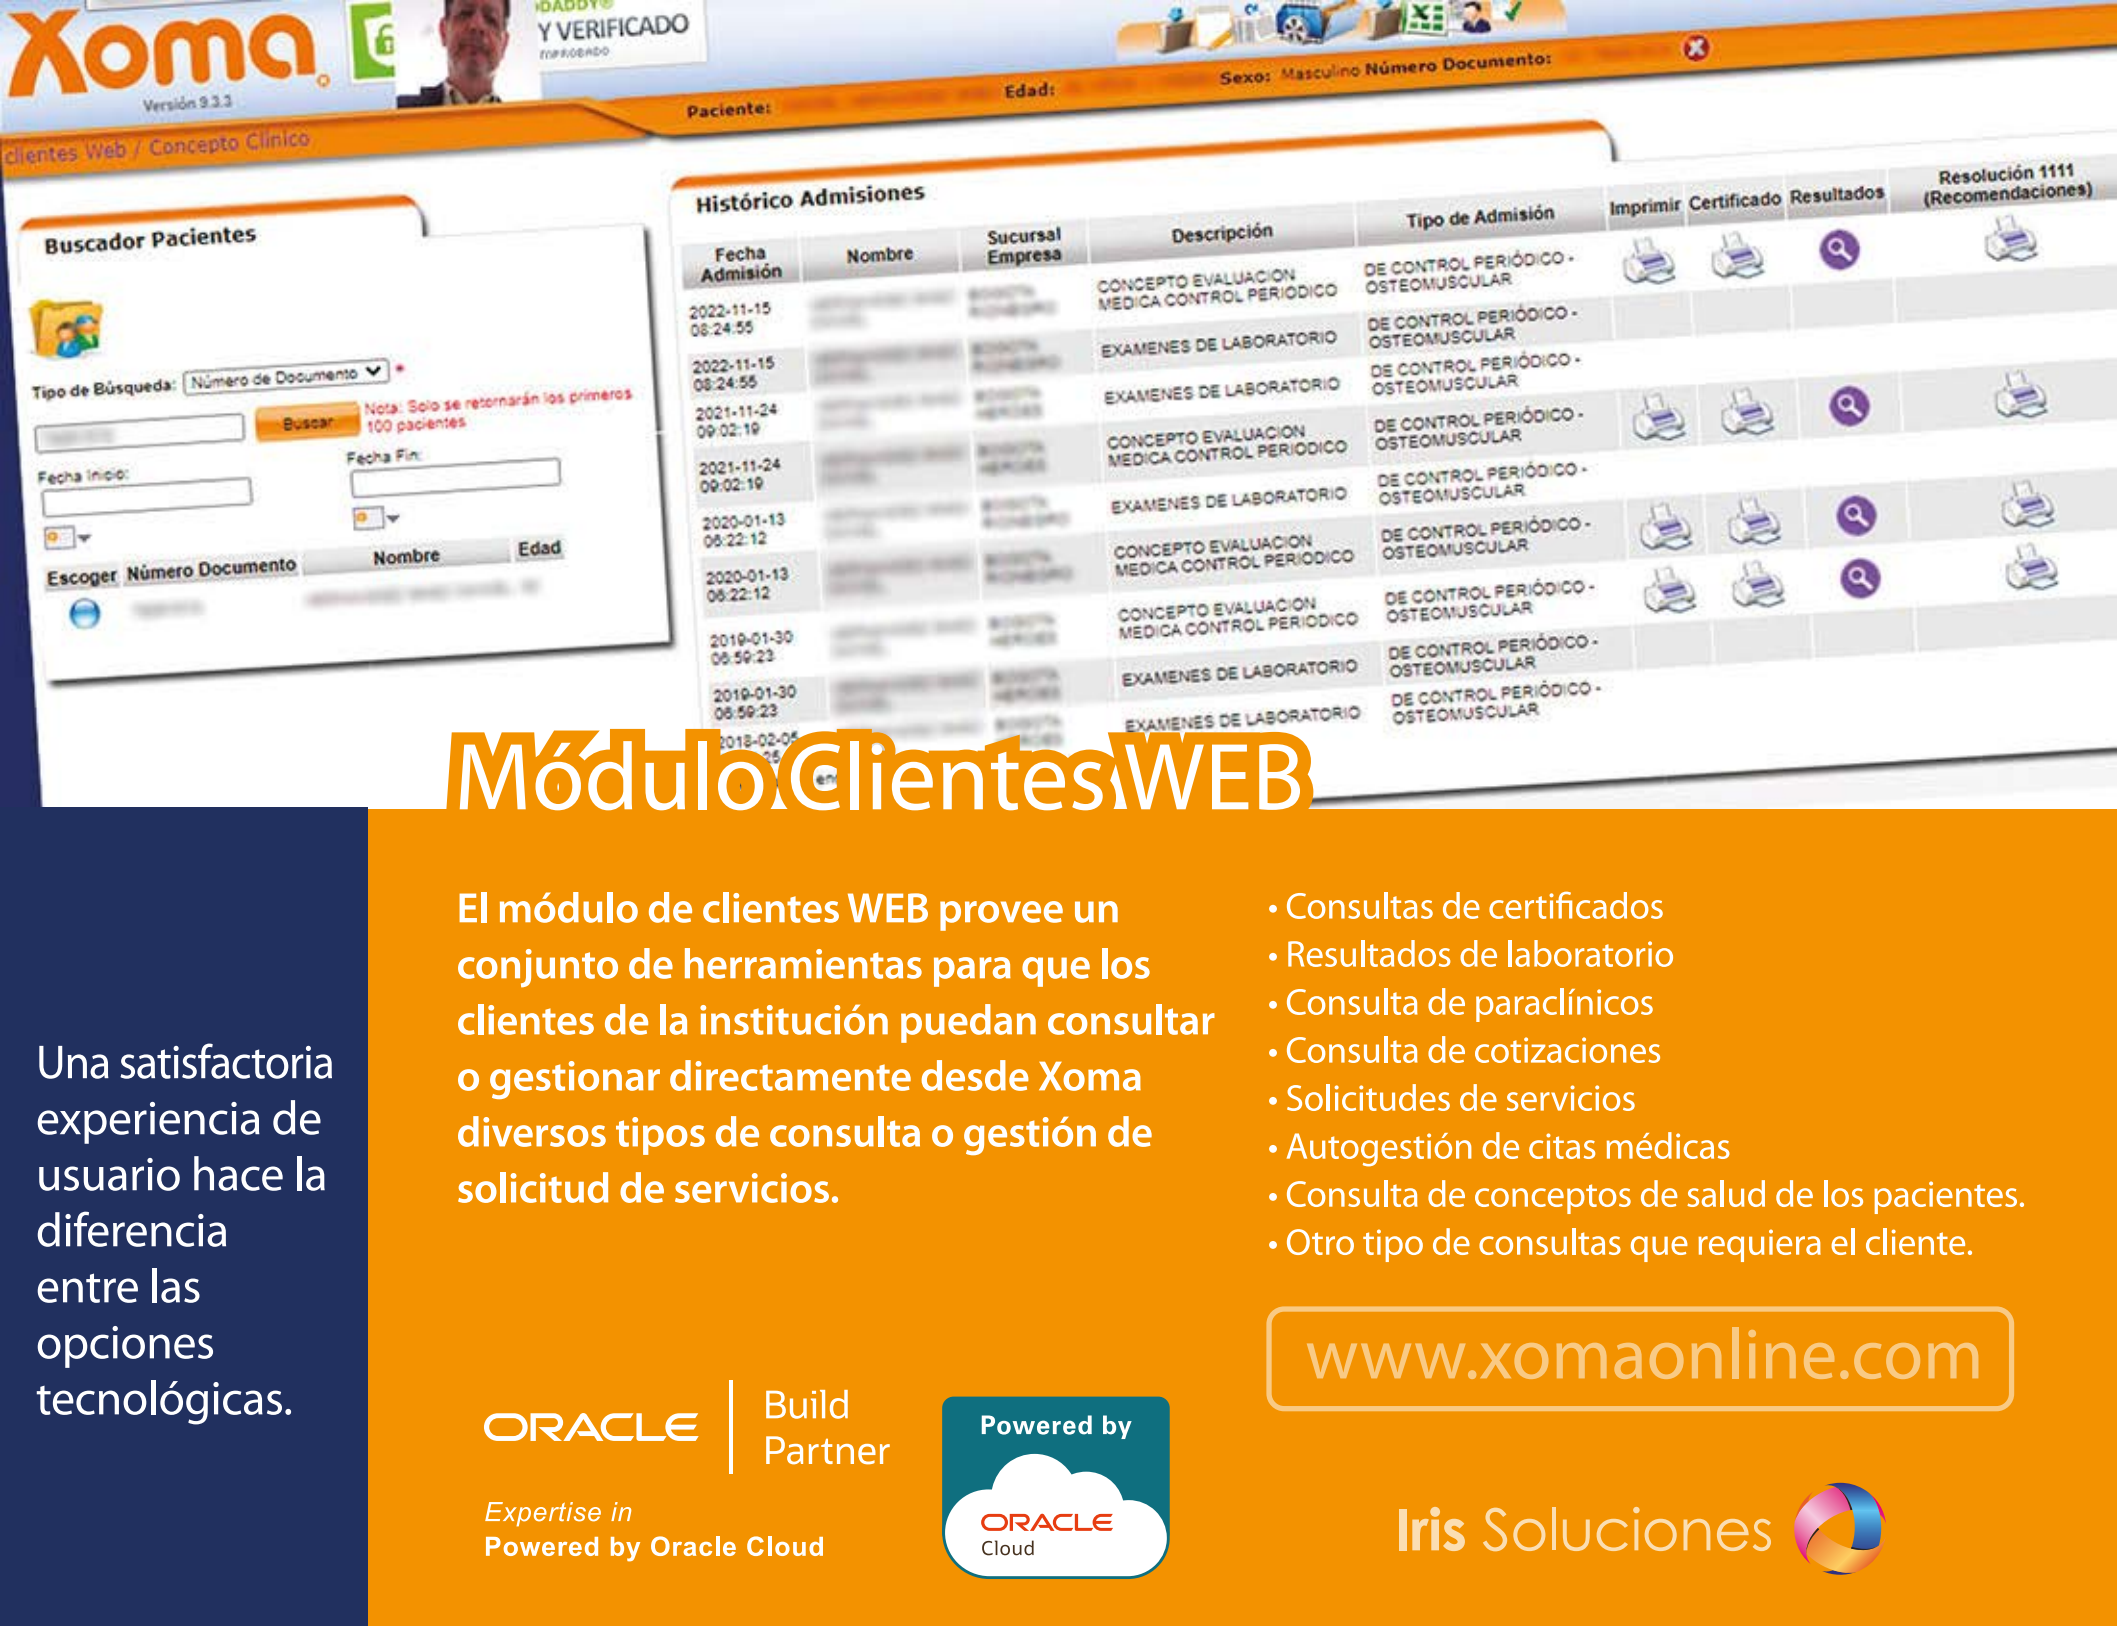 Xoma
Versión 9.3.3
Y VERIFICADO
clientes Web / Concepto Clínico
Paciente:
Edad:
Sexo: Masculino Número Documento:
Buscador Pacientes
Tipo de Búsqueda: Número de Documento *
Buscar
Nota: Solo se retornarán los primeros
100 pacientes
Fecha Inicio:
Fecha Fin:
Escoger Número Documento Nombre Edad
Histórico Admisiones
Fecha Admisión Nombre Sucursal Empresa Descripción Tipo de Admisión Imprimir Certificado Resultados Resolución 1111 (Recomendaciones)
2022-11-15 08:24:55 CONCEPTO EVALUACION MEDICA CONTROL PERIODICO DE CONTROL PERIÓDICO - OSTEOMUSCULAR
2022-11-15 08:24:55 EXAMENES DE LABORATORIO DE CONTROL PERIÓDICO - OSTEOMUSCULAR
2021-11-24 09:02:19 EXAMENES DE LABORATORIO DE CONTROL PERIÓDICO - OSTEOMUSCULAR
2021-11-24 09:02:19 CONCEPTO EVALUACION MEDICA CONTROL PERIODICO DE CONTROL PERIÓDICO - OSTEOMUSCULAR
2020-01-13 06:22:12 EXAMENES DE LABORATORIO DE CONTROL PERIÓDICO - OSTEOMUSCULAR
2020-01-13 06:22:12 CONCEPTO EVALUACION MEDICA CONTROL PERIODICO DE CONTROL PERIÓDICO - OSTEOMUSCULAR
2019-01-30 06:59:23 CONCEPTO EVALUACION MEDICA CONTROL PERIODICO DE CONTROL PERIÓDICO - OSTEOMUSCULAR
2019-01-30 06:59:23 EXAMENES DE LABORATORIO DE CONTROL PERIÓDICO - OSTEOMUSCULAR
2018-02-05 EXAMENES DE LABORATORIO DE CONTROL PERIÓDICO - OSTEOMUSCULAR
Módulo Clientes WEB
Una satisfactoria
experiencia de
usuario hace la
diferencia
entre las
opciones
tecnológicas.
El módulo de clientes WEB provee un
conjunto de herramientas para que los
clientes de la institución puedan consultar
o gestionar directamente desde Xoma
diversos tipos de consulta o gestión de
solicitud de servicios.
• Consultas de certificados
• Resultados de laboratorio
• Consulta de paraclínicos
• Consulta de cotizaciones
• Solicitudes de servicios
• Autogestión de citas médicas
• Consulta de conceptos de salud de los pacientes.
• Otro tipo de consultas que requiera el cliente.
www.xomaonline.com
ORACLE
Build
Partner
Expertise in
Powered by Oracle Cloud
Powered by
ORACLE
Cloud
Iris Soluciones